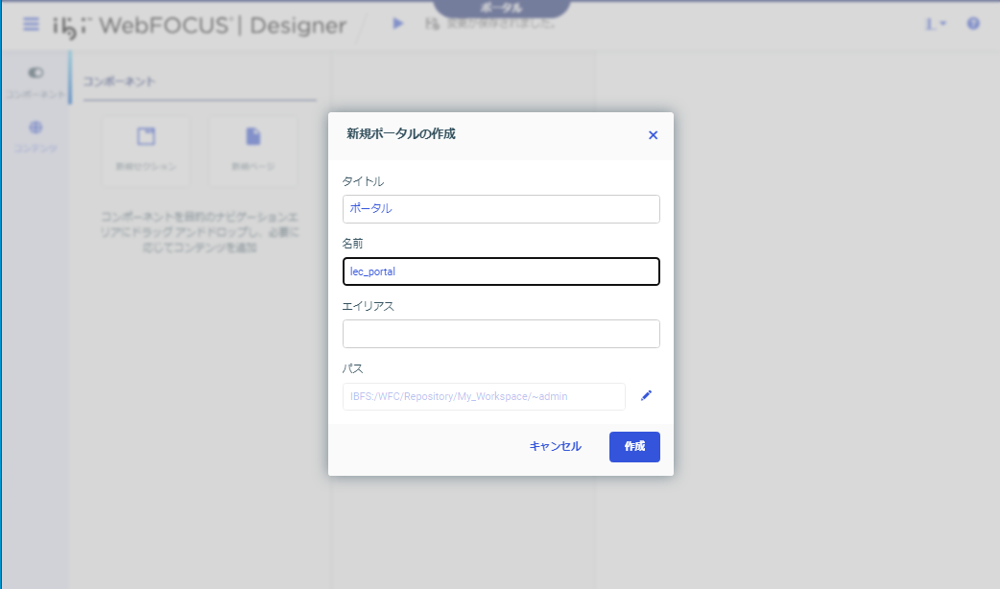 ポータル
ibi WebFOCUS | Designer
変更が保存されました。
コンポーネント
コンポーネント
コンテンツ
新規セクション
新規ページ
コンポーネントを目的のナビゲーションエ
リアにドラッグ アンド ドロップし、必要に
応じてコンテンツを追加
新規ポータルの作成
タイトル
ポータル
名前
lec_portal
エイリアス
パス
IBFS:/WFC/Repository/My_Workspace/~admin
キャンセル
作成